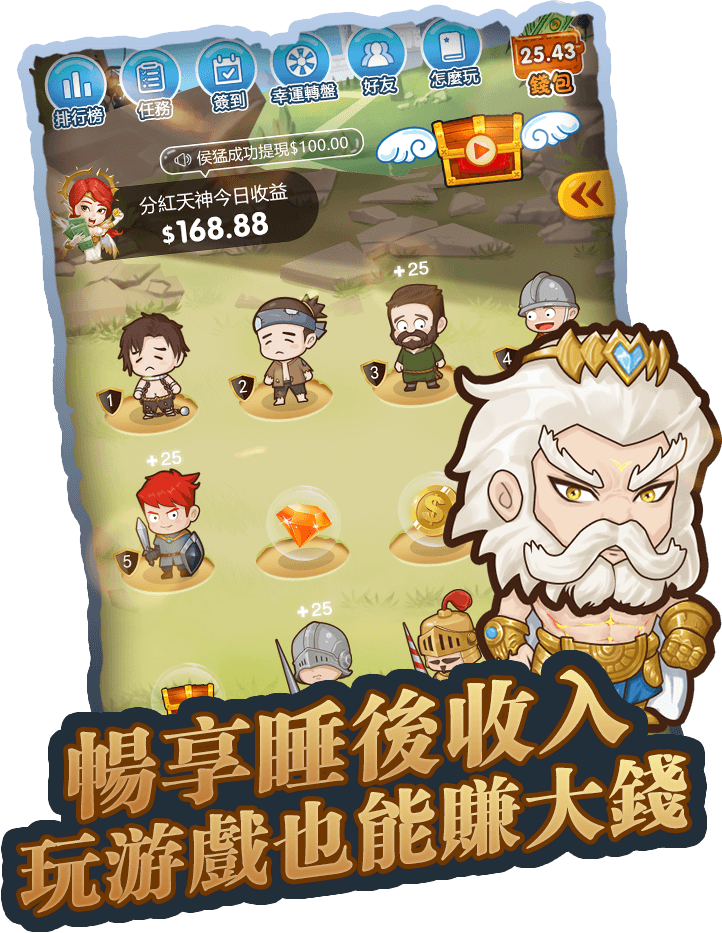 排行榜
任務
簽到
幸運轉盤
好友
怎麼玩
25.43
錢包
侯猛成功提現$100.00
分紅天神今日收益
$168.88
+25
1
2
3
4
+25
5
+25
暢享睡後收入
玩游戲也能賺大錢